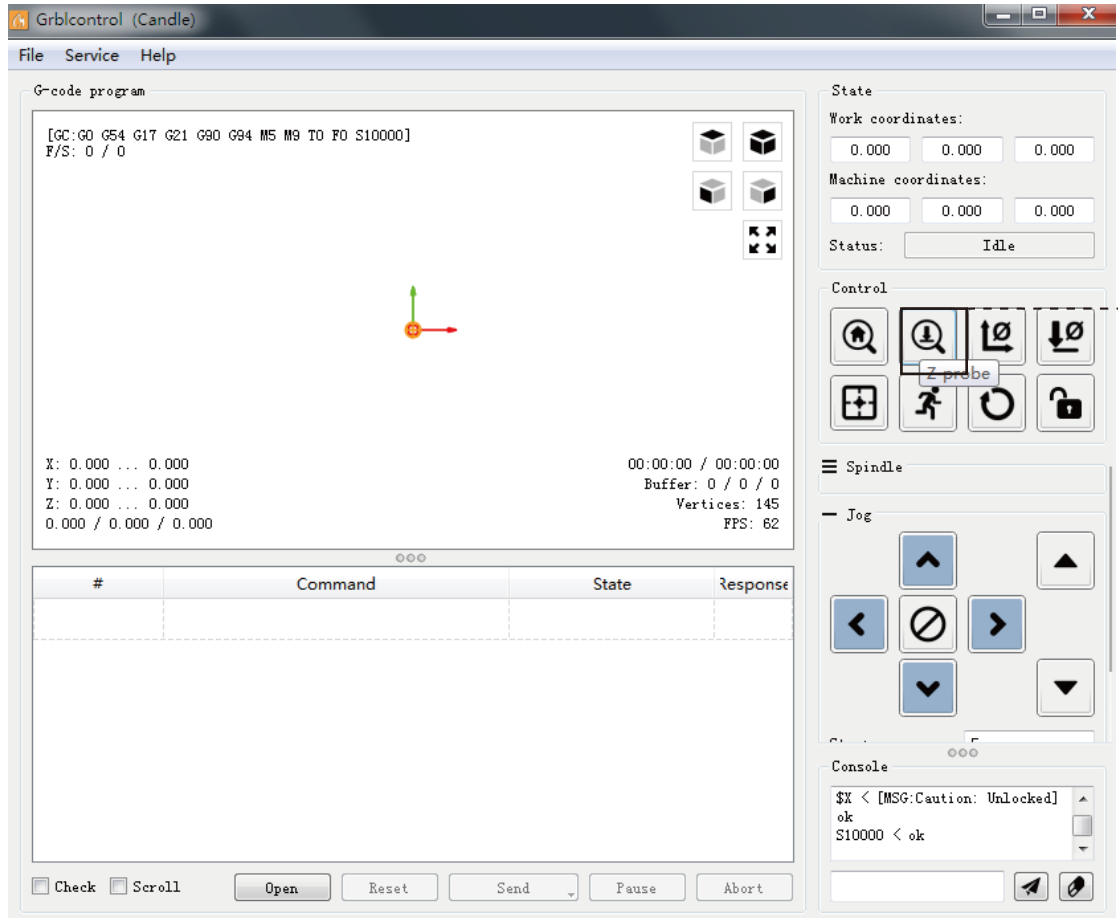 Grblcontrol (Candle)
File Service Help
G-code program
[GC:G0 G54 G17 G21 G90 G94 M5 M9 T0 F0 S10000]
F/S: 0 / 0
X: 0.000 ... 0.000
Y: 0.000 ... 0.000
Z: 0.000 ... 0.000
0.000 / 0.000 / 0.000
00:00:00 / 00:00:00
Buffer: 0 / 0 / 0
Vertices: 145
FPS: 62
# Command State Response
Check Scroll Open Reset Send Pause Abort
State
Work coordinates:
0.000 0.000 0.000
Machine coordinates:
0.000 0.000 0.000
Status: Idle
Control
Z probe
Spindle
Jog
Console
$X < [MSG:Caution: Unlocked]
ok
S10000 < ok